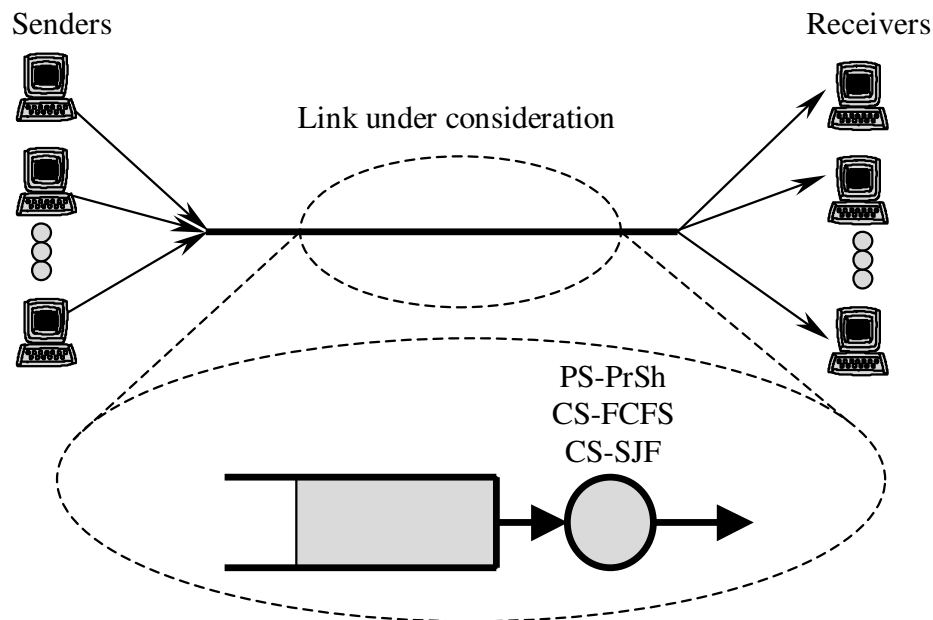 Senders
Receivers
Link under consideration
PS-PrSh
CS-FCFS
CS-SJF